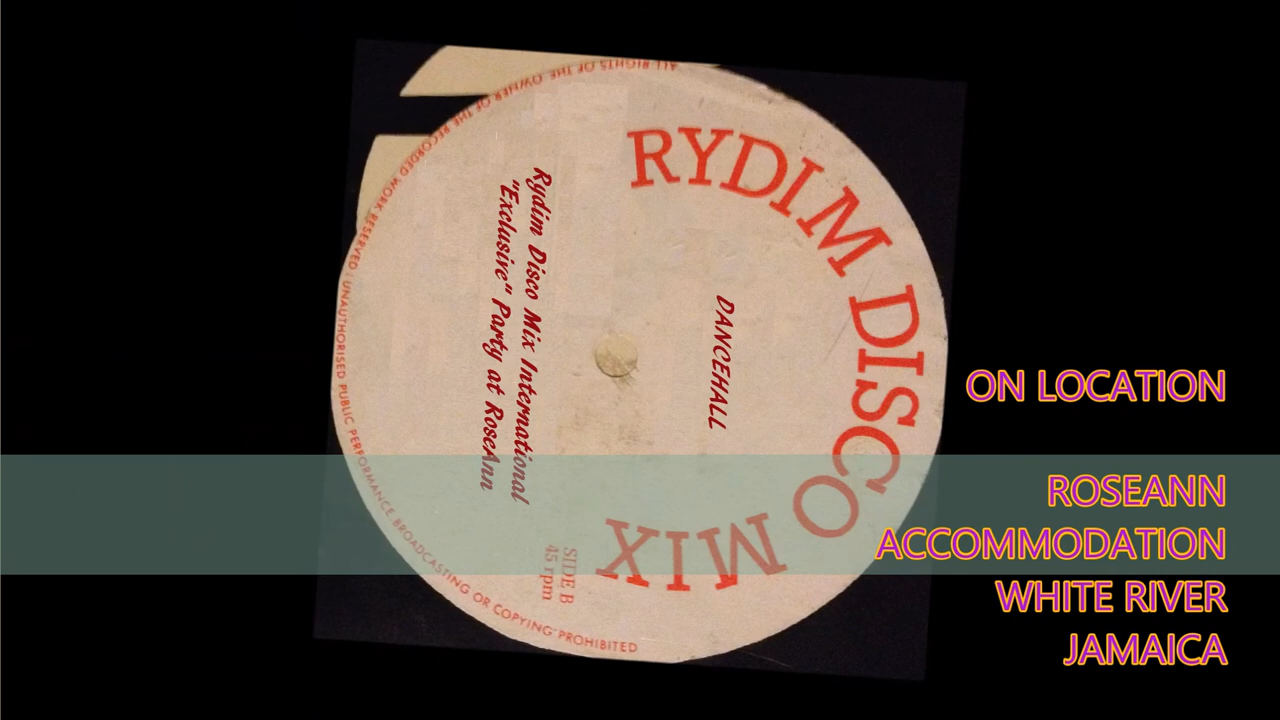 ALL RIGHTS OF THE OWNER OF THE RECORDED WORK RESERVED : UNAUTHORISED PUBLIC PERFORMANCE, BROADCASTING OR COPYING PROHIBITED
RYDIM DISCO MIX
DANCEHALL
Rydim Disco Mix International
"Exclusive" Party at RoseAnn
SIDE B
45 rpm
ON LOCATION
ROSEANN
ACCOMMODATION
WHITE RIVER
JAMAICA